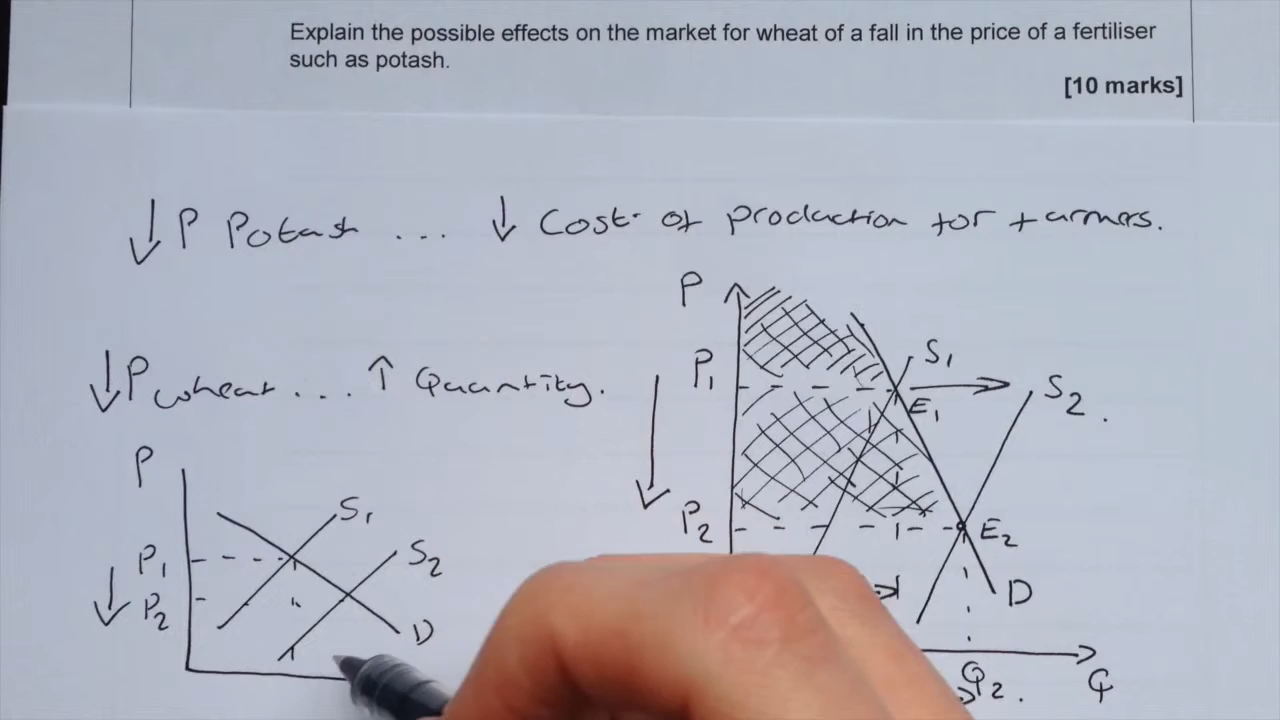 Explain the possible effects on the market for wheat of a fall in the price of a fertiliser
such as potash.
[10 marks]
↓ P Potash ... ↓ Cost of production for farmers.
↓ P wheat ... ↑ Quantity.
P
P1
P2
S1
S2
E1
E2
D
Q2.
Q
P
P1
P2
S1
S2
D